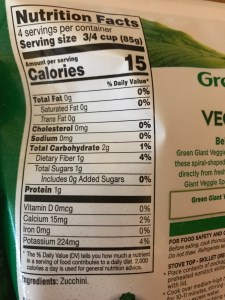 Nutrition Facts
4 servings per container
Serving size 3/4 cup (85g)
Amount per serving
Calories 15
% Daily Value*
Total Fat 0g 0%
Saturated Fat 0g 0%
Trans Fat 0g
Cholesterol 0mg 0%
Sodium 0mg 0%
Total Carbohydrate 2g 1%
Dietary Fiber 1g 4%
Total Sugars 1g
Includes 0g Added Sugars 0%
Protein 1g
Vitamin D 0mcg 0%
Calcium 15mg 2%
Iron 0mg 0%
Potassium 224mg 4%
* The % Daily Value (DV) tells you how much a nutrient
in a serving of food contributes to a daily diet. 2,000
calories a day is used for general nutrition advice.
Ingredients: Zucchini.
Gre
VE
Be
Green Giant Veggie
these spiral-shaped
directly from fresh
Giant Veggie Sp
Green Giant
FOR FOOD SAFETY AND
Before eating, cook
STOVE TOP - SKILLET